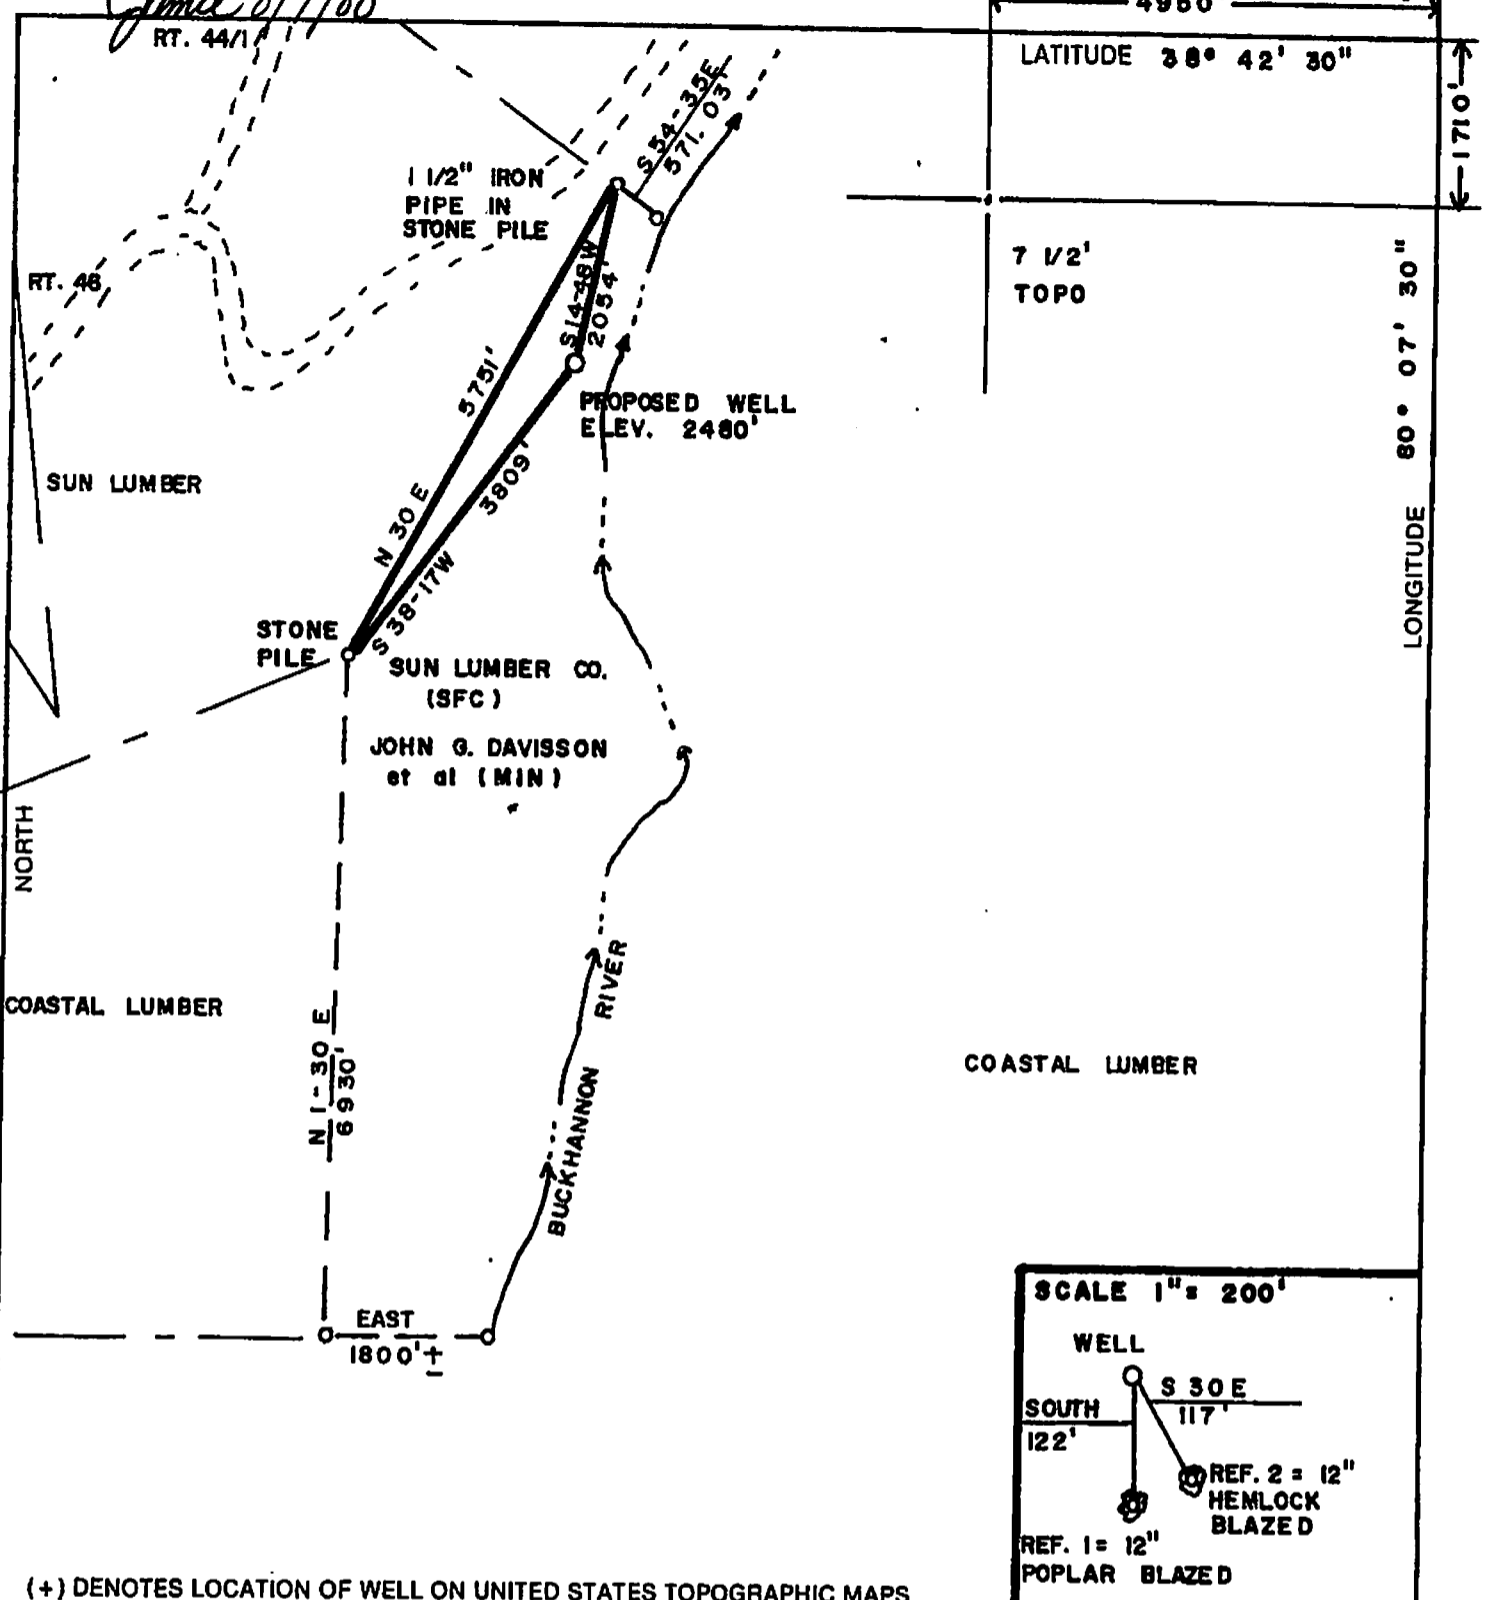 4950
RT. 44/1
LATITUDE 38° 42' 30"
1710'
S 54-35E
571.03'
1 1/2" IRON
PIPE IN
STONE PILE
7 1/2'
TOPO
RT. 46
S14-48W
2054'
80° 07' 30"
LONGITUDE
5751'
N 30 E
PROPOSED WELL
ELEV. 2480'
3809'
S 38-17W
SUN LUMBER
STONE
PILE
SUN LUMBER CO.
(SFC)
JOHN G. DAVISSON
et al (MIN)
NORTH
COASTAL LUMBER
N 1-30 E
6930'
BUCKHANNON RIVER
COASTAL LUMBER
EAST
1800'±
SCALE 1"= 200'
WELL
S 30 E
117'
SOUTH
122'
REF. 2 = 12"
HEMLOCK
BLAZED
REF. 1= 12"
POPLAR BLAZED
(+) DENOTES LOCATION OF WELL ON UNITED STATES TOPOGRAPHIC MAPS